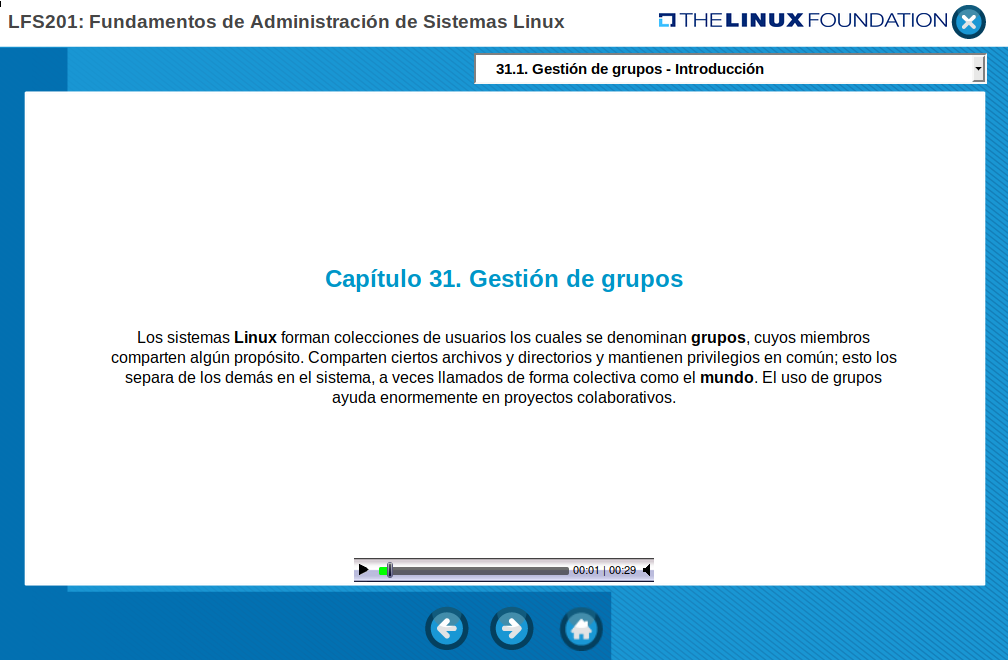 LFS201: Fundamentos de Administración de Sistemas Linux
THE LINUX FOUNDATION
31.1. Gestión de grupos - Introducción
Capítulo 31. Gestión de grupos
Los sistemas Linux forman colecciones de usuarios los cuales se denominan grupos, cuyos miembros
comparten algún propósito. Comparten ciertos archivos y directorios y mantienen privilegios en común; esto los
separa de los demás en el sistema, a veces llamados de forma colectiva como el mundo. El uso de grupos
ayuda enormemente en proyectos colaborativos.
00:01 | 00:29